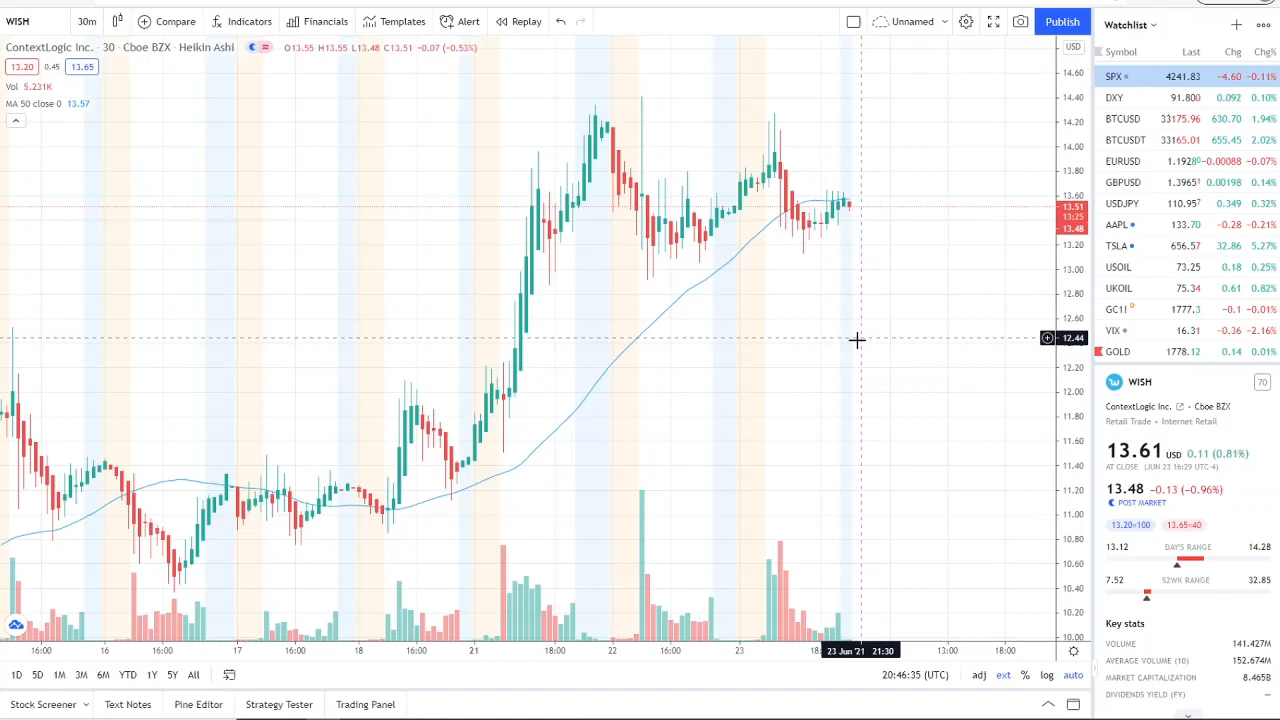 WISH 30m Compare Indicators Financials Templates Alert Replay Unnamed Publish
ContextLogic Inc. · 30 · Cboe BZX · Heikin Ashi O13.55 H13.55 L13.48 C13.51 -0.07 (-0.53%)
13.20 0.45 13.65
Vol 5.231K
MA 50 close 0 13.57
USD
14.60
14.40
14.20
14.00
13.80
13.60
13.51
13.25
13.48
13.20
13.00
12.80
12.60
12.44
12.20
12.00
11.80
11.60
11.40
11.20
11.00
10.80
10.60
10.40
10.20
10.00
16:00 16 16:00 17 16:00 18 16:00 21 18:00 22 16:00 23 23 Jun '21 21:30 13:00 18:00
1D 5D 1M 3M 6M YTD 1Y 5Y All 20:46:35 (UTC) adj ext % log auto
Stock Screener Text Notes Pine Editor Strategy Tester Trading Panel
Watchlist
Symbol Last Chg Chg%
SPX 4241.83 -4.60 -0.11%
DXY 91.800 0.092 0.10%
BTCUSD 33175.96 630.70 1.94%
BTCUSDT 33165.01 655.45 2.02%
EURUSD 1.19280 -0.00088 -0.07%
GBPUSD 1.39651 0.00198 0.14%
USDJPY 110.957 0.349 0.32%
AAPL 133.70 -0.28 -0.21%
TSLA 656.57 32.86 5.27%
USOIL 73.25 0.18 0.25%
UKOIL 75.34 0.61 0.82%
GC1! D 1777.3 -0.1 -0.01%
VIX 16.31 -0.36 -2.16%
GOLD 1778.12 0.14 0.01%
WISH 70
ContextLogic Inc. · Cboe BZX
Retail Trade · Internet Retail
13.61 USD 0.11 (0.81%)
AT CLOSE (JUN 23 16:29 UTC-4)
13.48 -0.13 (-0.96%)
POST MARKET
13.20×100 13.65×40
13.12 DAY'S RANGE 14.28
7.52 52WK RANGE 32.85
Key stats
VOLUME 141.427M
AVERAGE VOLUME (10) 152.674M
MARKET CAPITALIZATION 8.465B
DIVIDENDS YIELD (FY) —